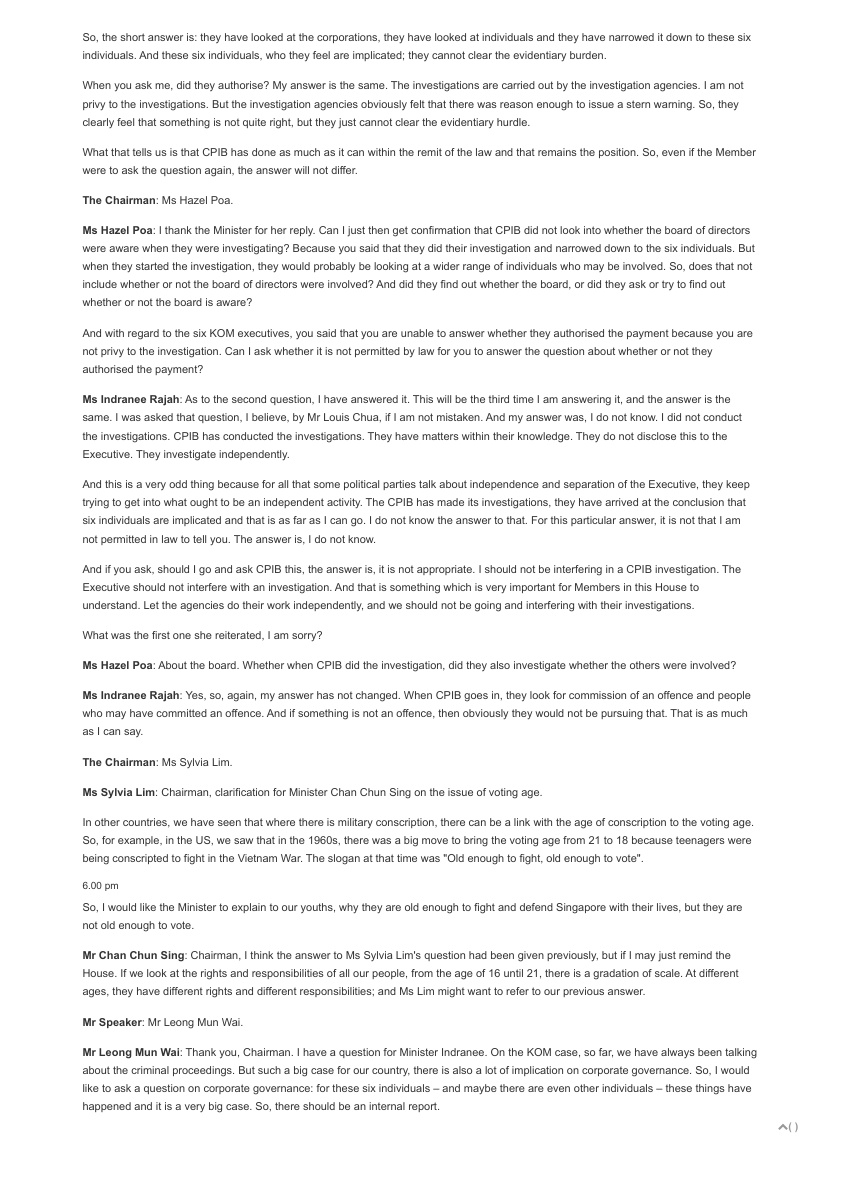 So, the short answer is: they have looked at the corporations, they have looked at individuals and they have narrowed it down to these six
individuals. And these six individuals, who they feel are implicated; they cannot clear the evidentiary burden.
When you ask me, did they authorise? My answer is the same. The investigations are carried out by the investigation agencies. I am not
privy to the investigations. But the investigation agencies obviously felt that there was reason enough to issue a stern warning. So, they
clearly feel that something is not quite right, but they just cannot clear the evidentiary hurdle.
What that tells us is that CPIB has done as much as it can within the remit of the law and that remains the position. So, even if the Member
were to ask the question again, the answer will not differ.
The Chairman: Ms Hazel Poa.
Ms Hazel Poa: I thank the Minister for her reply. Can I just then get confirmation that CPIB did not look into whether the board of directors
were aware when they were investigating? Because you said that they did their investigation and narrowed down to the six individuals. But
when they started the investigation, they would probably be looking at a wider range of individuals who may be involved. So, does that not
include whether or not the board of directors were involved? And did they find out whether the board, or did they ask or try to find out
whether or not the board is aware?
And with regard to the six KOM executives, you said that you are unable to answer whether they authorised the payment because you are
not privy to the investigation. Can I ask whether it is not permitted by law for you to answer the question about whether or not they
authorised the payment?
Ms Indranee Rajah: As to the second question, I have answered it. This will be the third time I am answering it, and the answer is the
same. I was asked that question, I believe, by Mr Louis Chua, if I am not mistaken. And my answer was, I do not know. I did not conduct
the investigations. CPIB has conducted the investigations. They have matters within their knowledge. They do not disclose this to the
Executive. They investigate independently.
And this is a very odd thing because for all that some political parties talk about independence and separation of the Executive, they keep
trying to get into what ought to be an independent activity. The CPIB has made its investigations, they have arrived at the conclusion that
six individuals are implicated and that is as far as I can go. I do not know the answer to that. For this particular answer, it is not that I am
not permitted in law to tell you. The answer is, I do not know.
And if you ask, should I go and ask CPIB this, the answer is, it is not appropriate. I should not be interfering in a CPIB investigation. The
Executive should not interfere with an investigation. And that is something which is very important for Members in this House to
understand. Let the agencies do their work independently, and we should not be going and interfering with their investigations.
What was the first one she reiterated, I am sorry?
Ms Hazel Poa: About the board. Whether when CPIB did the investigation, did they also investigate whether the others were involved?
Ms Indranee Rajah: Yes, so, again, my answer has not changed. When CPIB goes in, they look for commission of an offence and people
who may have committed an offence. And if something is not an offence, then obviously they would not be pursuing that. That is as much
as I can say.
The Chairman: Ms Sylvia Lim.
Ms Sylvia Lim: Chairman, clarification for Minister Chan Chun Sing on the issue of voting age.
In other countries, we have seen that where there is military conscription, there can be a link with the age of conscription to the voting age.
So, for example, in the US, we saw that in the 1960s, there was a big move to bring the voting age from 21 to 18 because teenagers were
being conscripted to fight in the Vietnam War. The slogan at that time was "Old enough to fight, old enough to vote".
6.00 pm
So, I would like the Minister to explain to our youths, why they are old enough to fight and defend Singapore with their lives, but they are
not old enough to vote.
Mr Chan Chun Sing: Chairman, I think the answer to Ms Sylvia Lim's question had been given previously, but if I may just remind the
House. If we look at the rights and responsibilities of all our people, from the age of 16 until 21, there is a gradation of scale. At different
ages, they have different rights and different responsibilities; and Ms Lim might want to refer to our previous answer.
Mr Speaker: Mr Leong Mun Wai.
Mr Leong Mun Wai: Thank you, Chairman. I have a question for Minister Indranee. On the KOM case, so far, we have always been talking
about the criminal proceedings. But such a big case for our country, there is also a lot of implication on corporate governance. So, I would
like to ask a question on corporate governance: for these six individuals – and maybe there are even other individuals – these things have
happened and it is a very big case. So, there should be an internal report.
( )